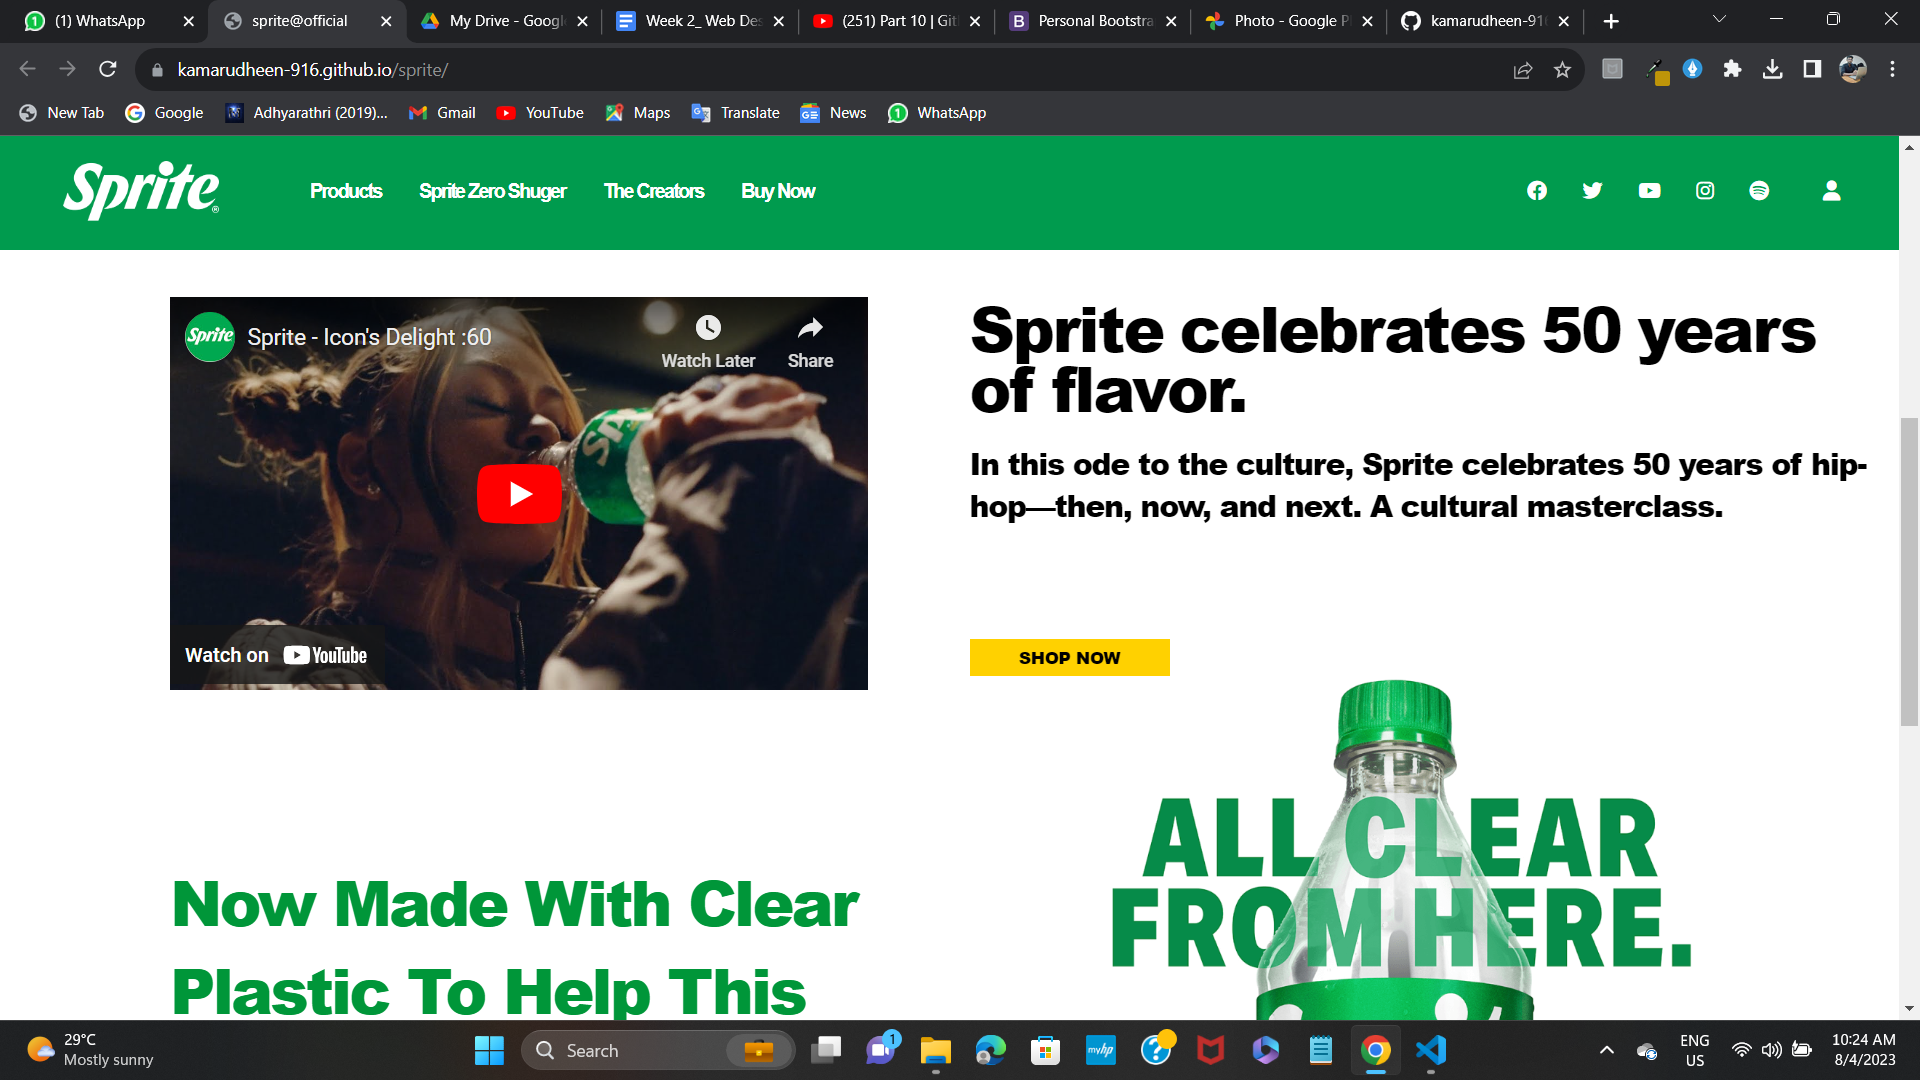 (1) WhatsApp
sprite@official
My Drive - Googl
Week 2_ Web Des
(251) Part 10 | Git
Personal Bootstra
Photo - Google P
kamarudheen-916
kamarudheen-916.github.io/sprite/
New Tab
Google
Adhyarathri (2019)...
Gmail
YouTube
Maps
Translate
News
WhatsApp
Sprite
Products
Sprite Zero Shuger
The Creators
Buy Now
Sprite
Sprite - Icon's Delight :60
Watch Later
Share
Watch on YouTube
Sprite celebrates 50 years
of flavor.
In this ode to the culture, Sprite celebrates 50 years of hip-
hop—then, now, and next. A cultural masterclass.
SHOP NOW
ALL CLEAR
FROM HERE.
Now Made With Clear
Plastic To Help This
29°C
Mostly sunny
Search
1
myhp
ENG
US
10:24 AM
8/4/2023